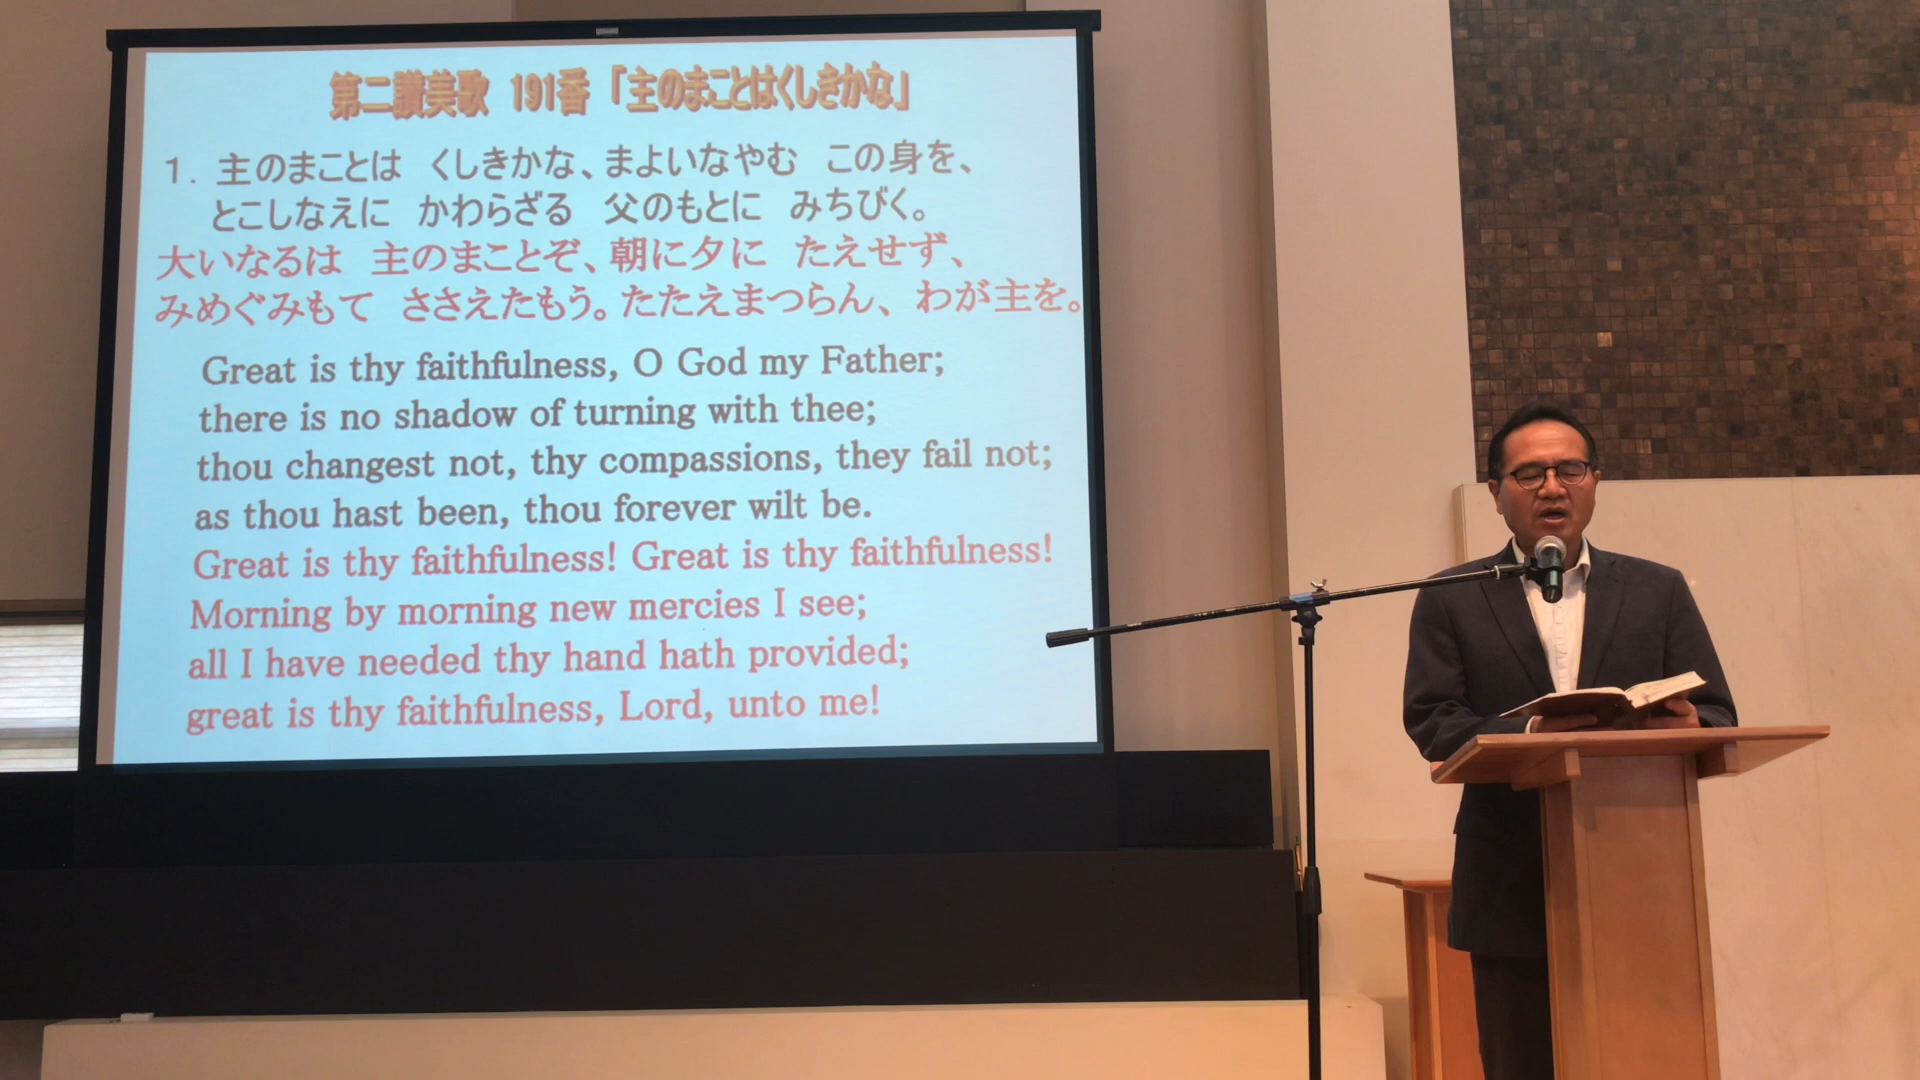 第二讃美歌 191番 「主のまことはくしきかな」
1. 主のまことは くしきかな、まよいなやむ この身を、
とこしなえに かわらざる 父のもとに みちびく。
大いなるは 主のまことぞ、朝に夕に たえせず、
みめぐみもて ささえたもう。たたえまつらん、 わが主を。
Great is thy faithfulness, O God my Father;
there is no shadow of turning with thee;
thou changest not, thy compassions, they fail not;
as thou hast been, thou forever wilt be.
Great is thy faithfulness! Great is thy faithfulness!
Morning by morning new mercies I see;
all I have needed thy hand hath provided;
great is thy faithfulness, Lord, unto me!